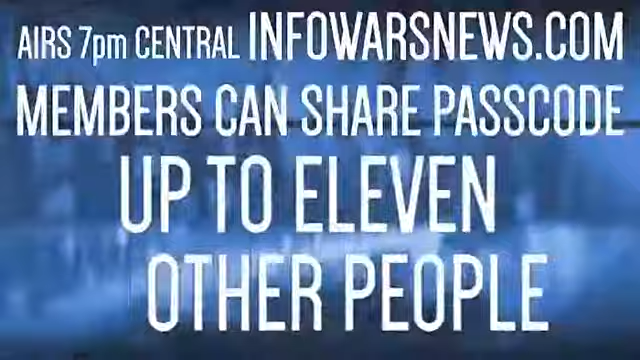 AIRS 7pm CENTRAL INFOWARSNEWS.COM
MEMBERS CAN SHARE PASSCODE
UP TO ELEVEN
OTHER PEOPLE